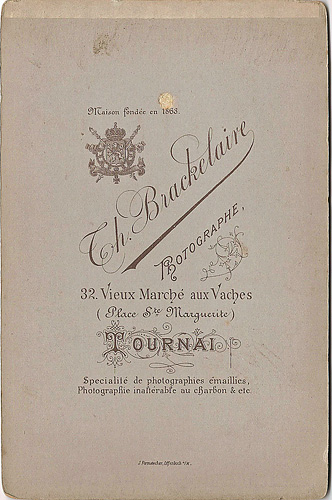 Maison fondée en 1863.
Th. Brackelaire
PHOTOGRAPHE,
32. Vieux Marché aux Vaches
( Place Ste Marguerite )
TOURNAI
Specialité de photographies émaillies,
Photographie inaltérable au charbon & etc